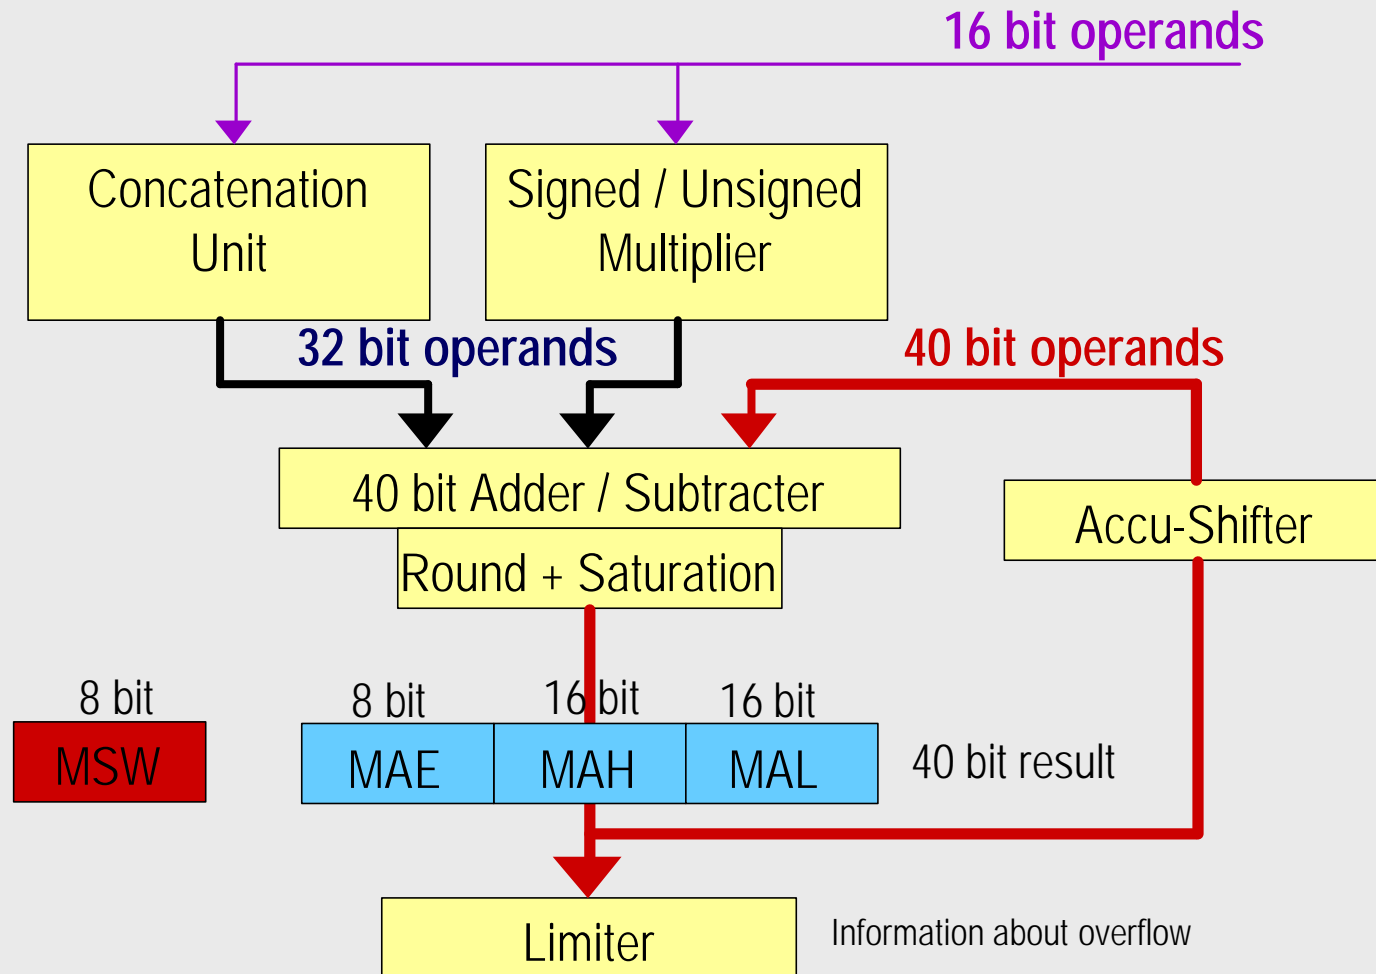 16 bit operands
Concatenation
Unit
Signed / Unsigned
Multiplier
32 bit operands
40 bit operands
40 bit Adder / Subtracter
Accu-Shifter
Round + Saturation
8 bit
8 bit
16 bit
16 bit
MSW
MAE
MAH
MAL
40 bit result
Limiter
Information about overflow